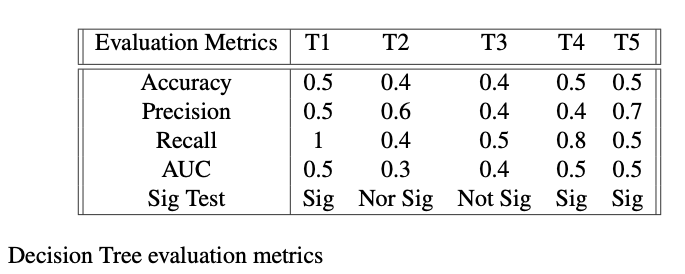 Evaluation Metrics T1 T2 T3 T4 T5
Accuracy 0.5 0.4 0.4 0.5 0.5
Precision 0.5 0.6 0.4 0.4 0.7
Recall 1 0.4 0.5 0.8 0.5
AUC 0.5 0.3 0.4 0.5 0.5
Sig Test Sig Nor Sig Not Sig Sig Sig
Decision Tree evaluation metrics